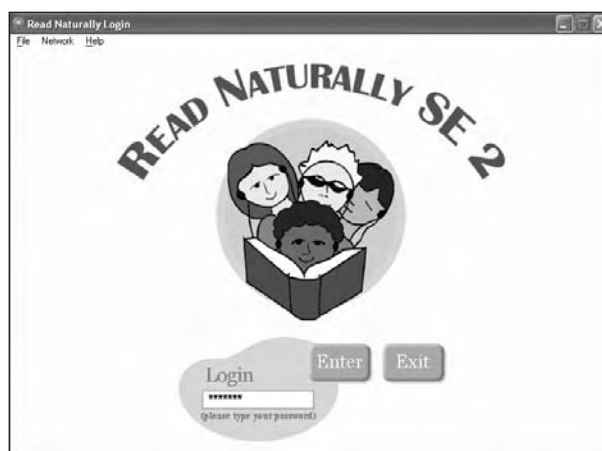 Read Naturally Login
File Network Help
READ NATURALLY SE 2
Enter Exit
Login
*******
(please type your password)